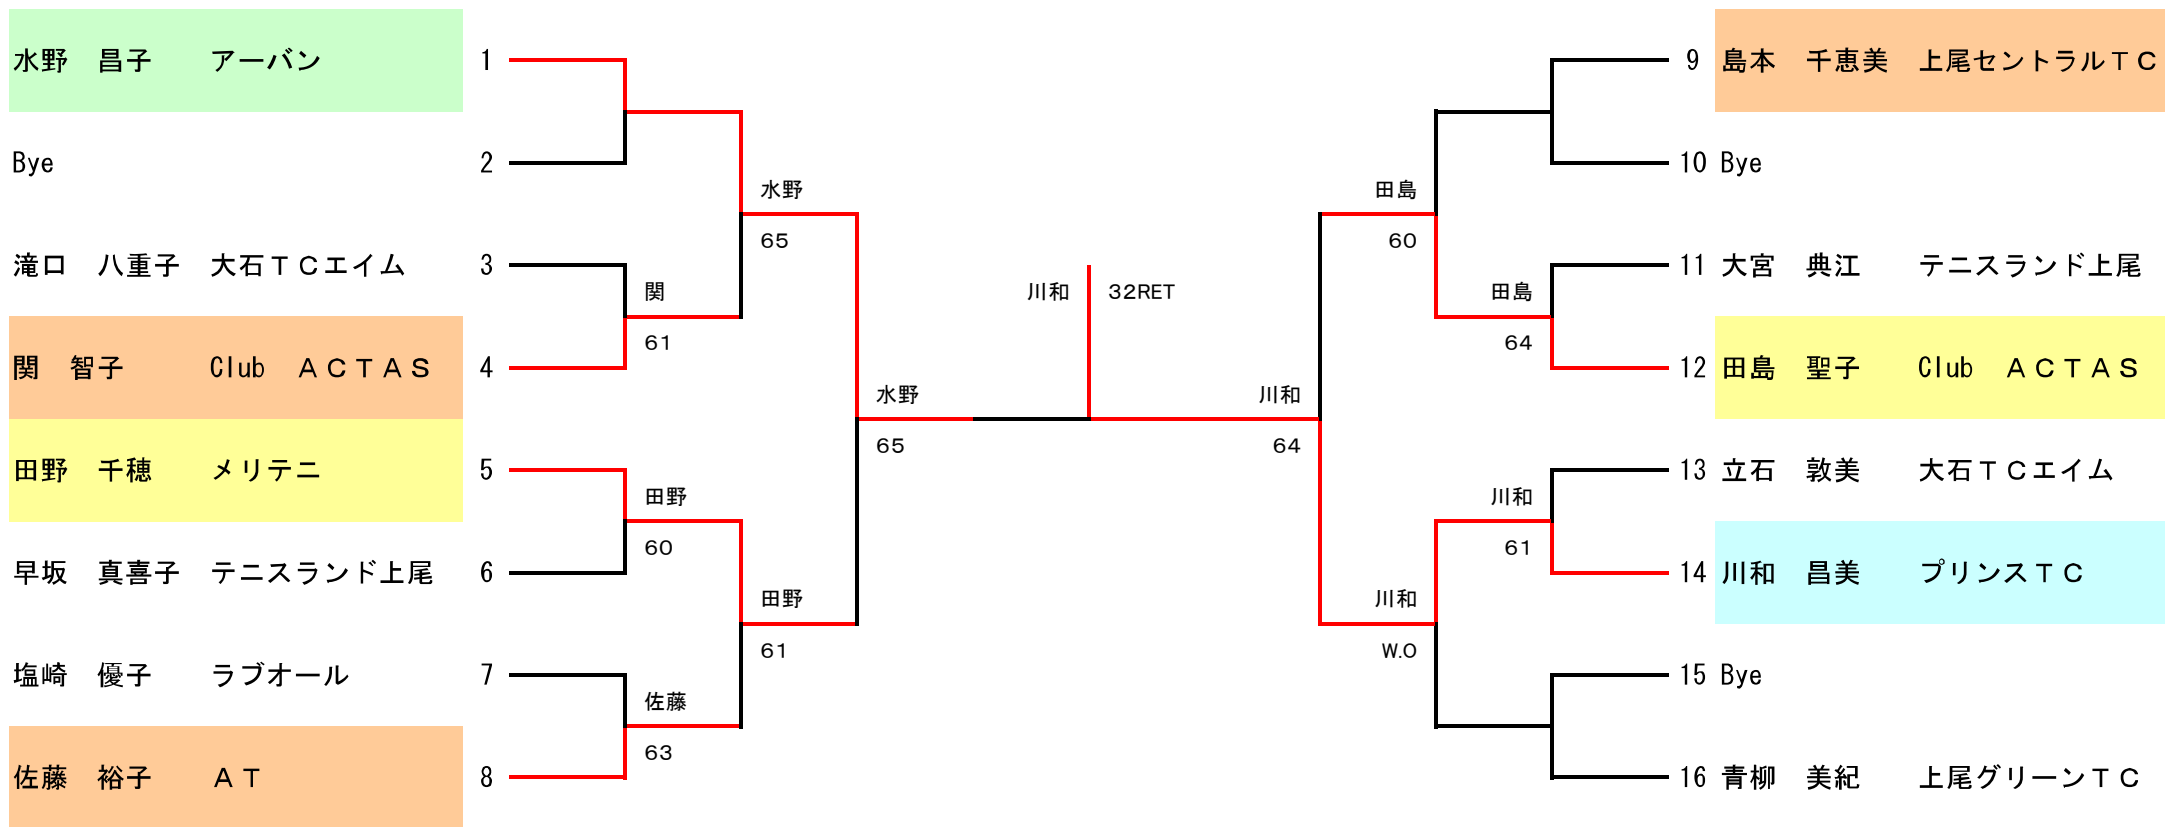 水野　昌子　　アーバン　1
Bye　2
滝口　八重子　大石ＴＣエイム　3
関　智子　　　Club　ＡＣＴＡＳ　4
田野　千穂　　メリテニ　5
早坂　真喜子　テニスランド上尾　6
塩崎　優子　　ラブオール　7
佐藤　裕子　　ＡＴ　8
関
61
田野
60
佐藤
63
水野
65
田野
61
水野
65
川和　32RET
川和
64
田島
60
川和
W.O
田島
64
川和
61
9　島本　千恵美　上尾セントラルＴＣ
10　Bye
11　大宮　典江　　テニスランド上尾
12　田島　聖子　　Club　ＡＣＴＡＳ
13　立石　敦美　　大石ＴＣエイム
14　川和　昌美　　プリンスＴＣ
15　Bye
16　青柳　美紀　　上尾グリーンＴＣ